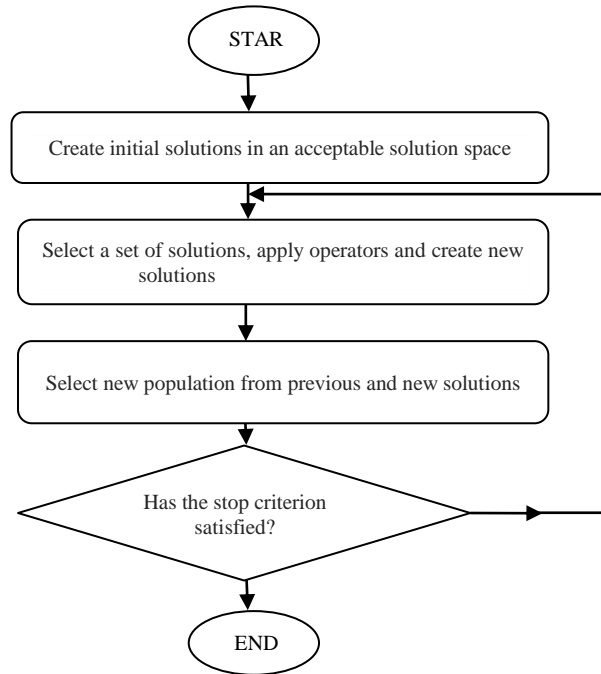 STAR
Create initial solutions in an acceptable solution space
Select a set of solutions, apply operators and create new
solutions
Select new population from previous and new solutions
Has the stop criterion
satisfied?
END